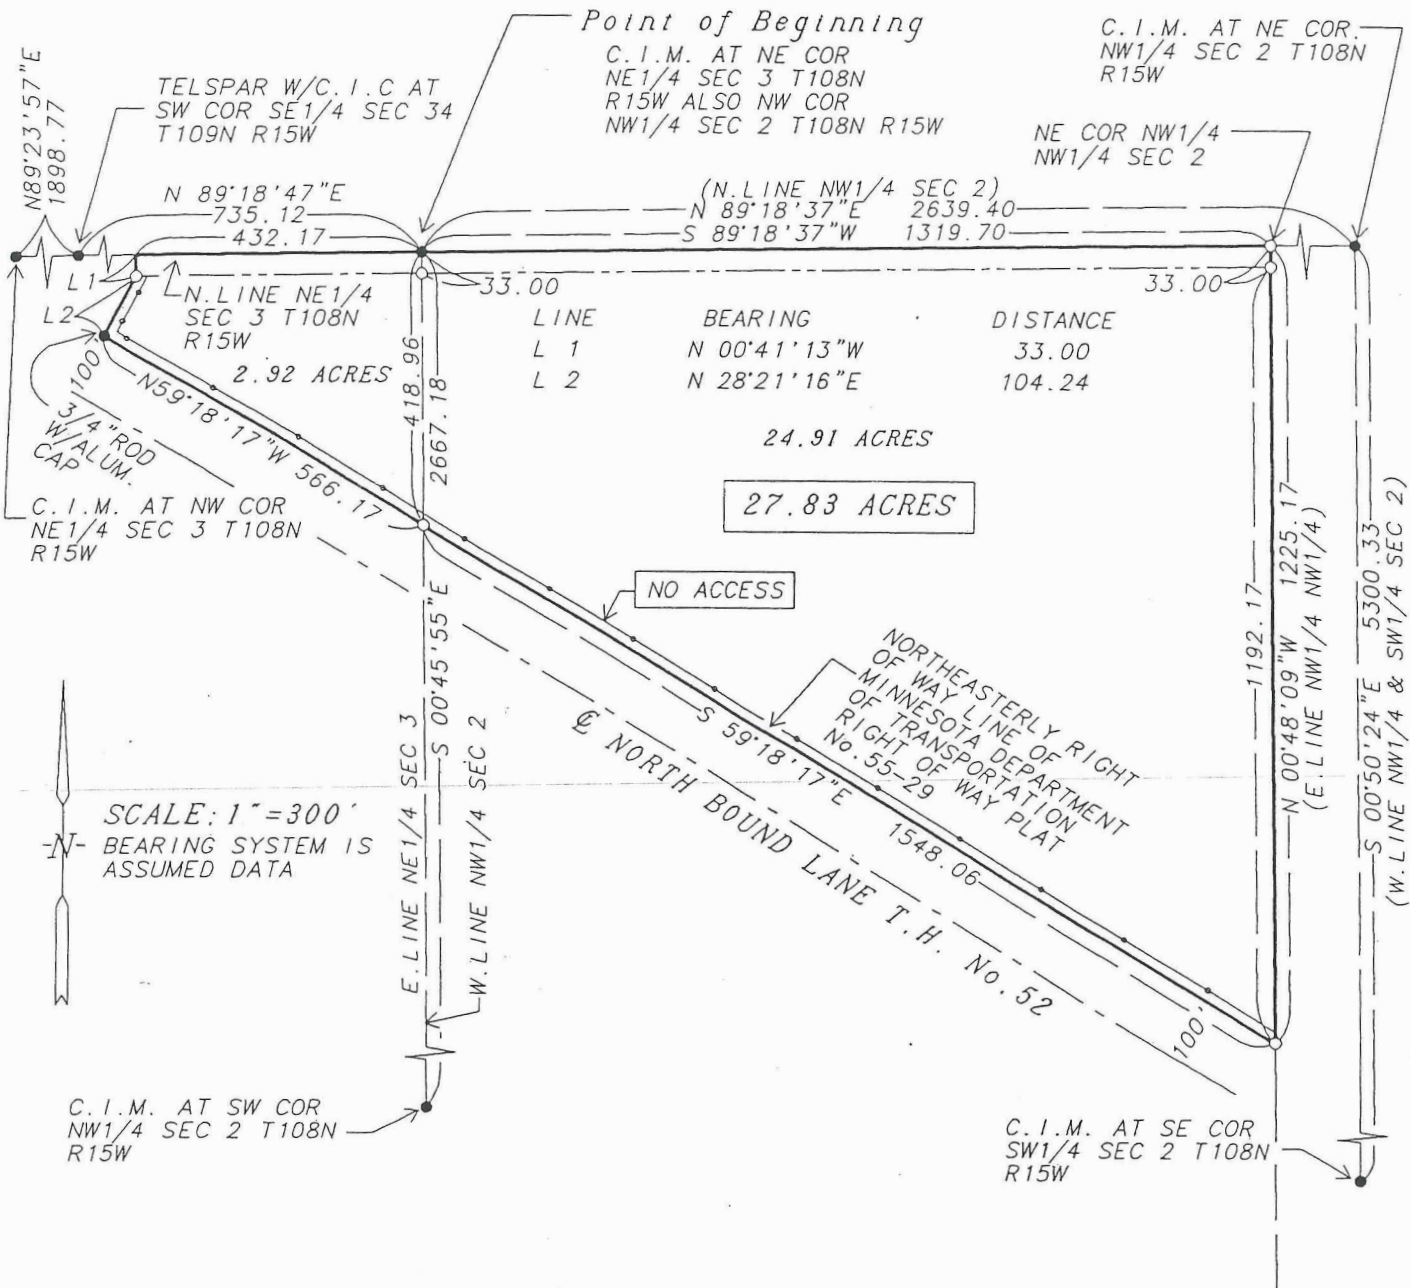 Point of Beginning
C.I.M. AT NE COR
NE1/4 SEC 3 T108N
R15W ALSO NW COR
NW1/4 SEC 2 T108N R15W
C.I.M. AT NE COR.
NW1/4 SEC 2 T108N
R15W
TELSPAR W/C.I.C AT
SW COR SE1/4 SEC 34
T109N R15W
N89°23'57"E
1898.77
NE COR NW1/4
NW1/4 SEC 2
N 89°18'47"E
735.12
432.17
(N.LINE NW1/4 SEC 2)
N 89°18'37"E 2639.40
S 89°18'37"W 1319.70
L1
L2
33.00
33.00
N.LINE NE1/4
SEC 3 T108N
R15W
LINE BEARING DISTANCE
L 1 N 00°41'13"W 33.00
L 2 N 28°21'16"E 104.24
2.92 ACRES
418.96
2667.18
100'
N59°18'17"W 566.17
3/4"ROD
W/ALUM.
CAP
24.91 ACRES
27.83 ACRES
C.I.M. AT NW COR
NE1/4 SEC 3 T108N
R15W
NO ACCESS
1192.17
N 00°48'09"W 1225.17
(E.LINE NW1/4 NW1/4)
S 00°50'24"E 5300.33
(W.LINE NW1/4 & SW1/4 SEC 2)
NORTHEASTERLY RIGHT
OF WAY LINE OF
MINNESOTA DEPARTMENT
OF TRANSPORTATION
RIGHT OF WAY PLAT
No.55-29
S 59°18'17"E 1548.06
℄ NORTH BOUND LANE T.H. No.52
100'
E.LINE NE1/4 SEC 3
S 00°45'55"E
W.LINE NW1/4 SEC 2
SCALE: 1"=300'
-N-
BEARING SYSTEM IS
ASSUMED DATA
C.I.M. AT SW COR
NW1/4 SEC 2 T108N
R15W
C.I.M. AT SE COR
SW1/4 SEC 2 T108N
R15W